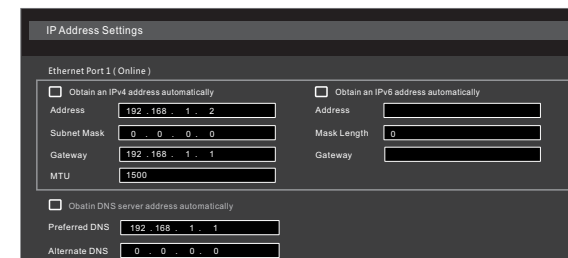 IP Address Settings
Ethernet Port 1 ( Online )
Obtain an IPv4 address automatically
Obtain an IPv6 address automatically
Address 192 . 168 . 1 . 2
Address
Subnet Mask 0 . 0 . 0 . 0
Mask Length 0
Gateway 192 . 168 . 1 . 1
Gateway
MTU 1500
Obatin DNS server address automatically
Preferred DNS 192 . 168 . 1 . 1
Alternate DNS 0 . 0 . 0 . 0